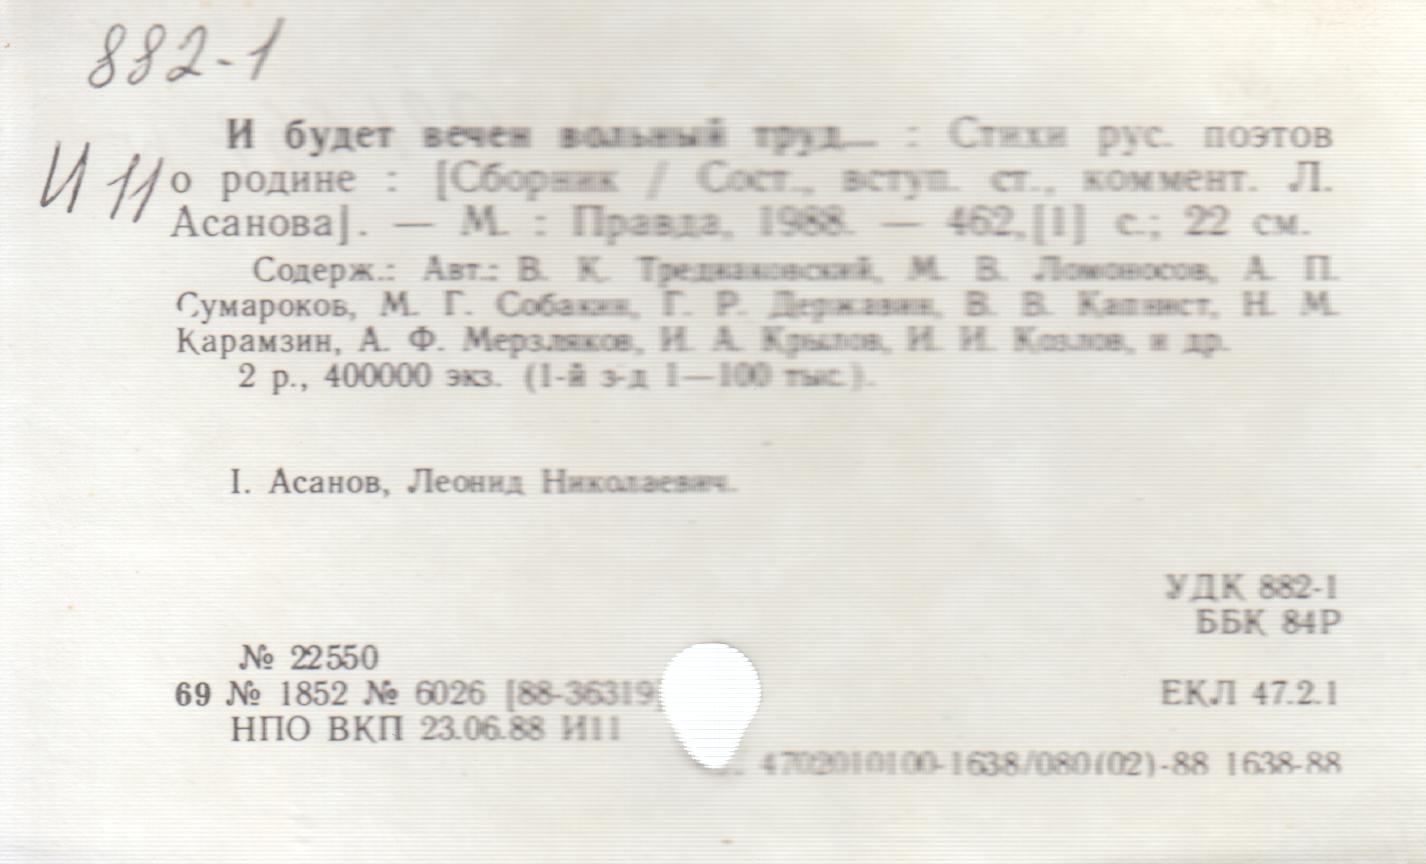 882-1
И 11
И будет вечен вольный труд... : Стихи рус. поэтов
о родине : [Сборник / Сост., вступ. ст., коммент. Л.
Асанова]. — М. : Правда, 1988. — 462,[1] с.; 22 см.
Содерж.: Авт.: В. К. Тредиаковский, М. В. Ломоносов, А. П.
Сумароков, М. Г. Собакин, Г. Р. Державин, В. В. Капнист, Н. М.
Карамзин, А. Ф. Мерзляков, И. А. Крылов, И. И. Козлов, и др.
2 р., 400000 экз. (1-й з-д 1—100 тыс.).
I. Асанов, Леонид Николаевич.
УДК 882-1
ББК 84Р
№ 22550
69 № 1852 № 6026 [88-36319] ЕКЛ 47.2.1
НПО ВКП 23.06.88 И11
4702010100-1638/080(02)-88 1638-88